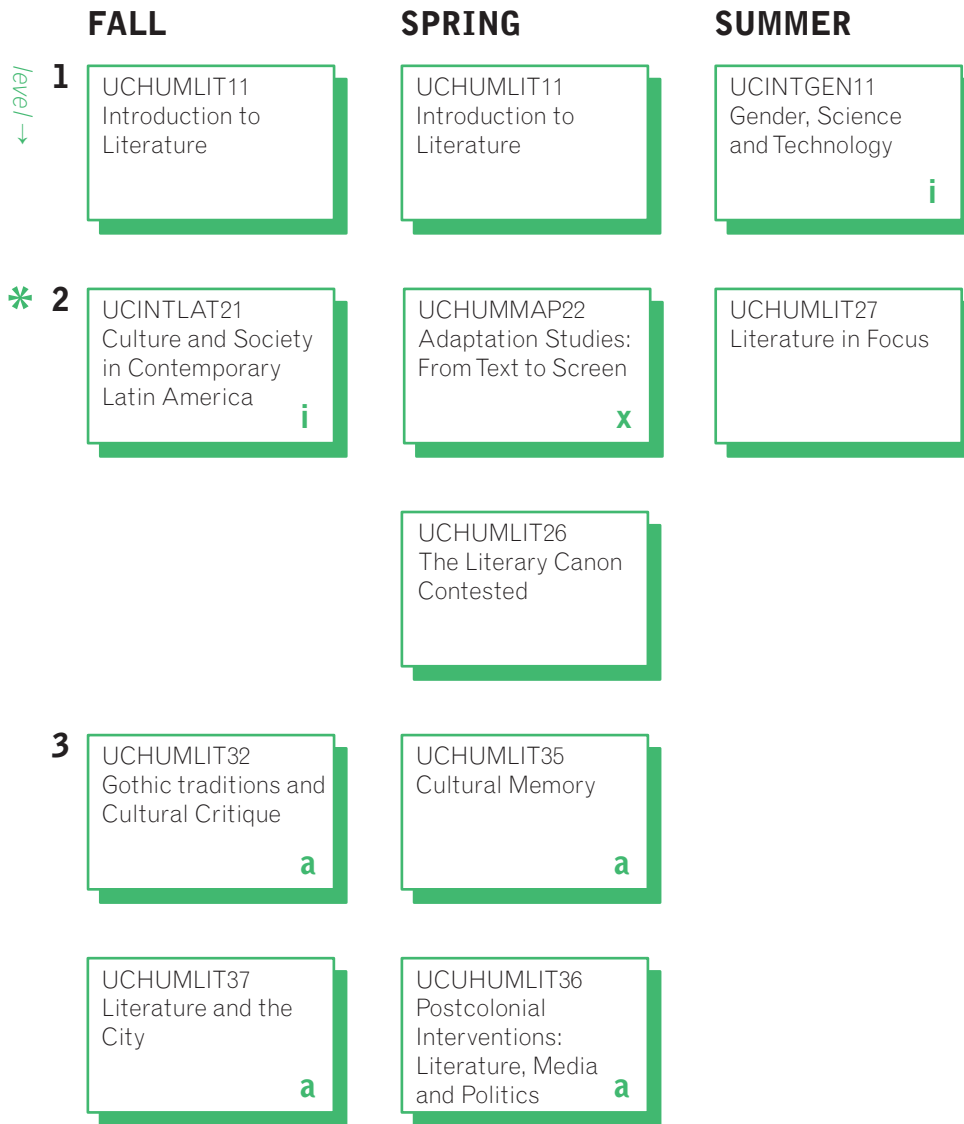 FALL
SPRING
SUMMER
level →
1
UCHUMLIT11
Introduction to
Literature
UCHUMLIT11
Introduction to
Literature
UCINTGEN11
Gender, Science
and Technology
i
* 2
UCINTLAT21
Culture and Society
in Contemporary
Latin America
i
UCHUMMAP22
Adaptation Studies:
From Text to Screen
x
UCHUMLIT27
Literature in Focus
UCHUMLIT26
The Literary Canon
Contested
3
UCHUMLIT32
Gothic traditions and
Cultural Critique
a
UCHUMLIT35
Cultural Memory
a
UCHUMLIT37
Literature and the
City
a
UCUHUMLIT36
Postcolonial
Interventions:
Literature, Media
and Politics
a